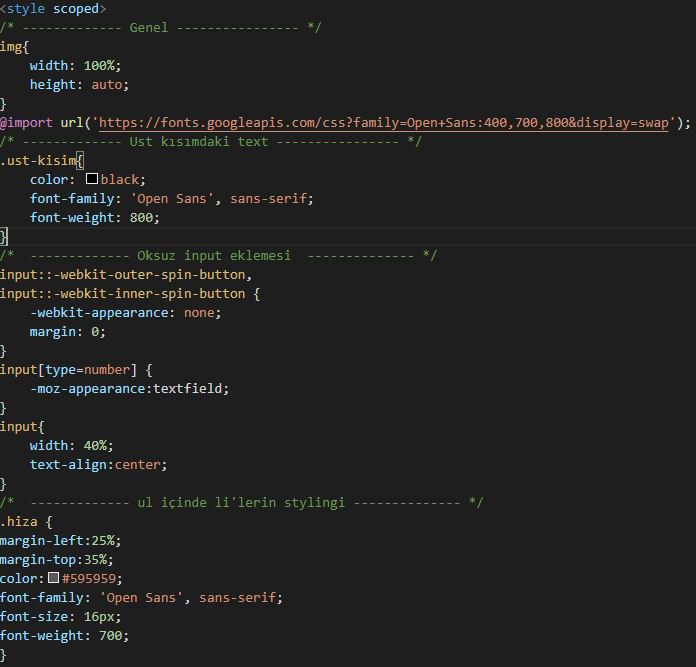 <style scoped>
/* ------------- Genel ---------------- */
img{
    width: 100%;
    height: auto;
}
@import url('https://fonts.googleapis.com/css?family=Open+Sans:400,700,800&display=swap');
/* ------------- Ust kısımdaki text ---------------- */
.ust-kisim{
    color: black;
    font-family: 'Open Sans', sans-serif;
    font-weight: 800;
}
/*  ------------- Oksuz input eklemesi  -------------- */
input::-webkit-outer-spin-button,
input::-webkit-inner-spin-button {
    -webkit-appearance: none;
    margin: 0;
}
input[type=number] {
    -moz-appearance:textfield;
}
input{
    width: 40%;
    text-align:center;
}
/*  ------------- ul içinde li'lerin stylingi -------------- */
.hiza {
margin-left:25%;
margin-top:35%;
color:#595959;
font-family: 'Open Sans', sans-serif;
font-size: 16px;
font-weight: 700;
}